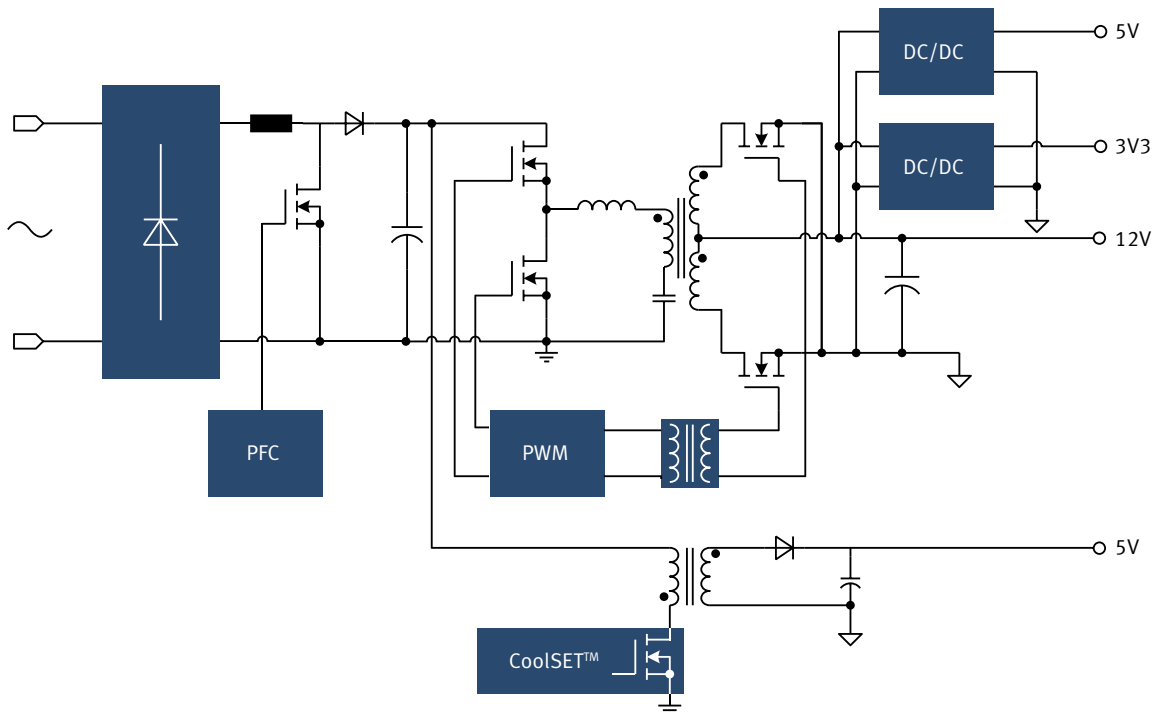 5V
DC/DC
3V3
DC/DC
12V
PFC
PWM
5V
CoolSET™